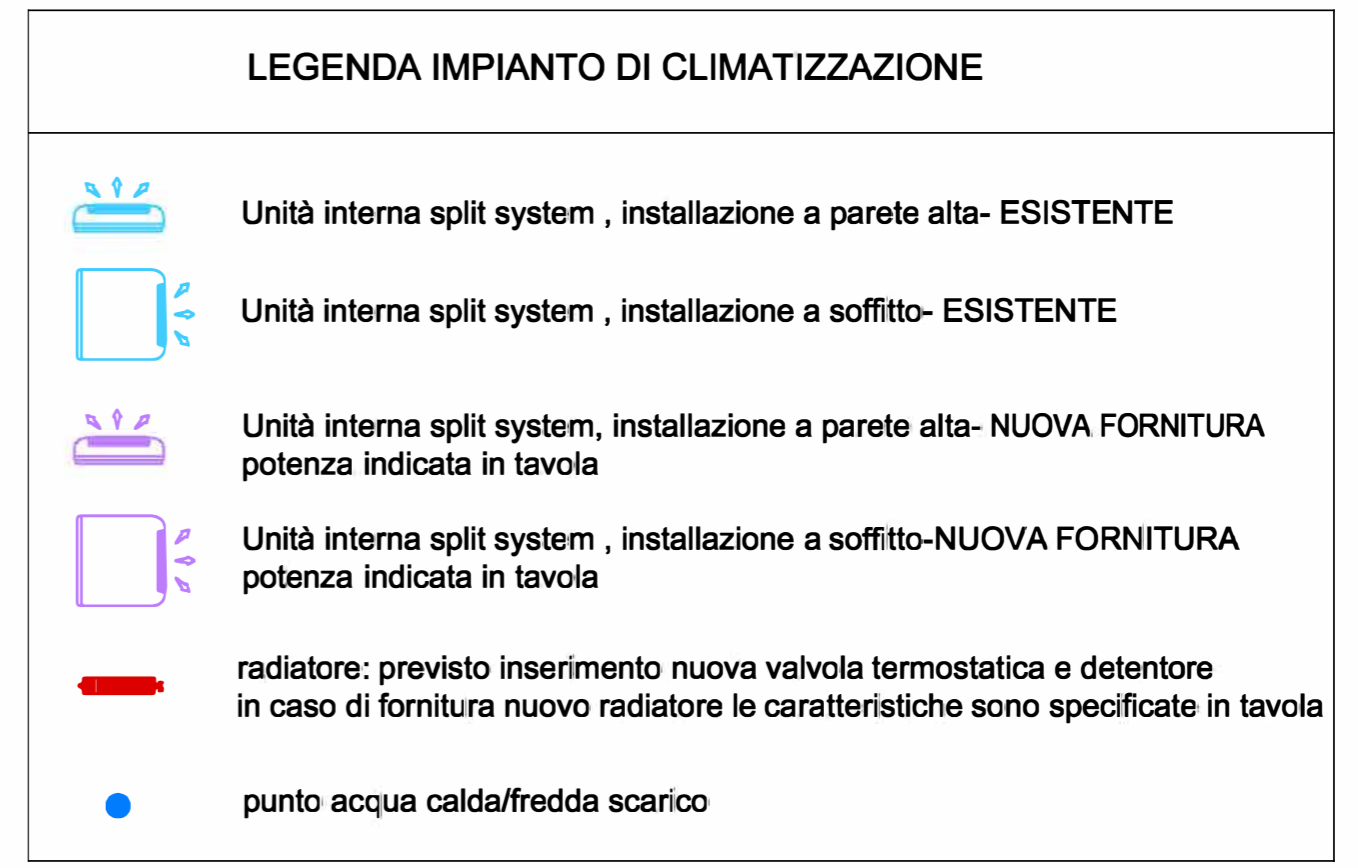 LEGENDA IMPIANTO DI CLIMATIZZAZIONE
Unità interna split system , installazione a parete alta- ESISTENTE
Unità interna split system , installazione a soffitto- ESISTENTE
Unità interna split system, installazione a parete alta- NUOVA FORNITURA
potenza indicata in tavola
Unità interna split system , installazione a soffitto-NUOVA FORNITURA
potenza indicata in tavola
radiatore: previsto inserimento nuova valvola termostatica e detentore
in caso di fornitura nuovo radiatore le caratteristiche sono specificate in tavola
punto acqua calda/fredda scarico